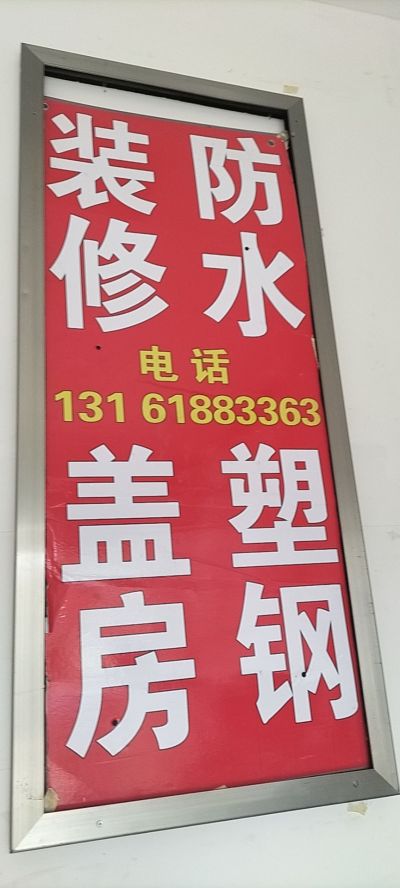 装修
防水
电话
131 61883363
盖房
塑钢